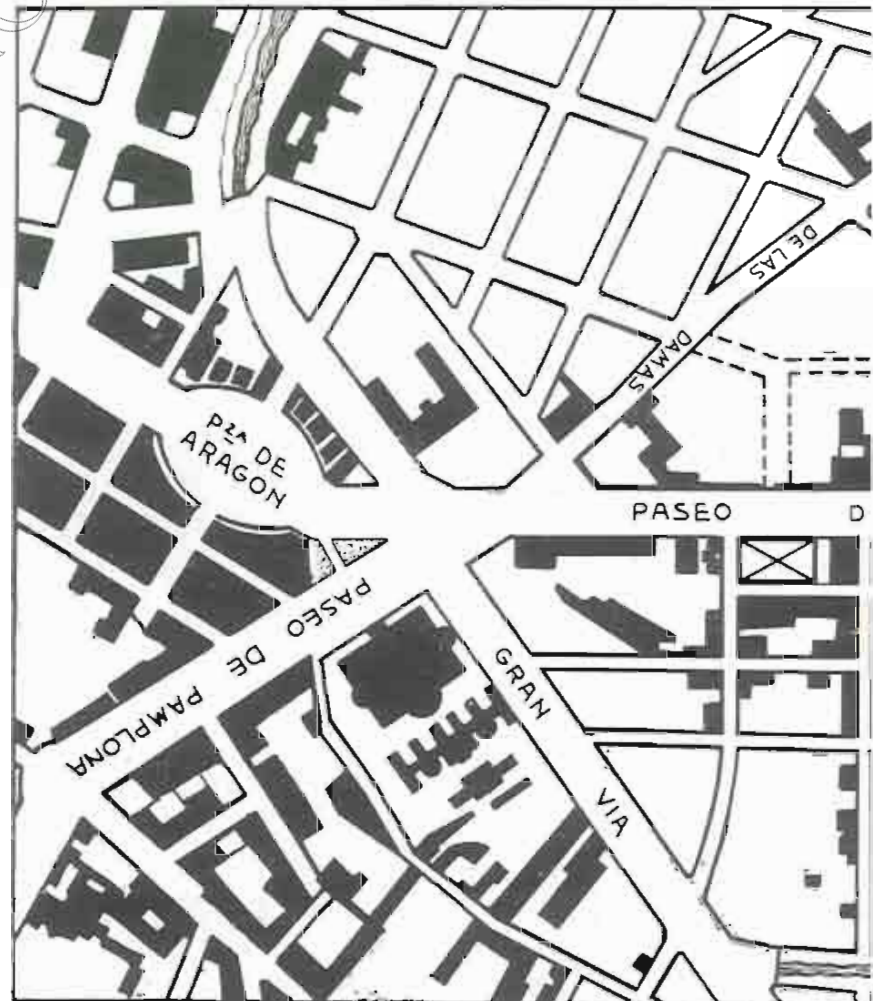 DE LAS
DAMAS
PZA DE
ARAGON
PASEO D
PASEO DE PAMPLONA
GRAN VIA